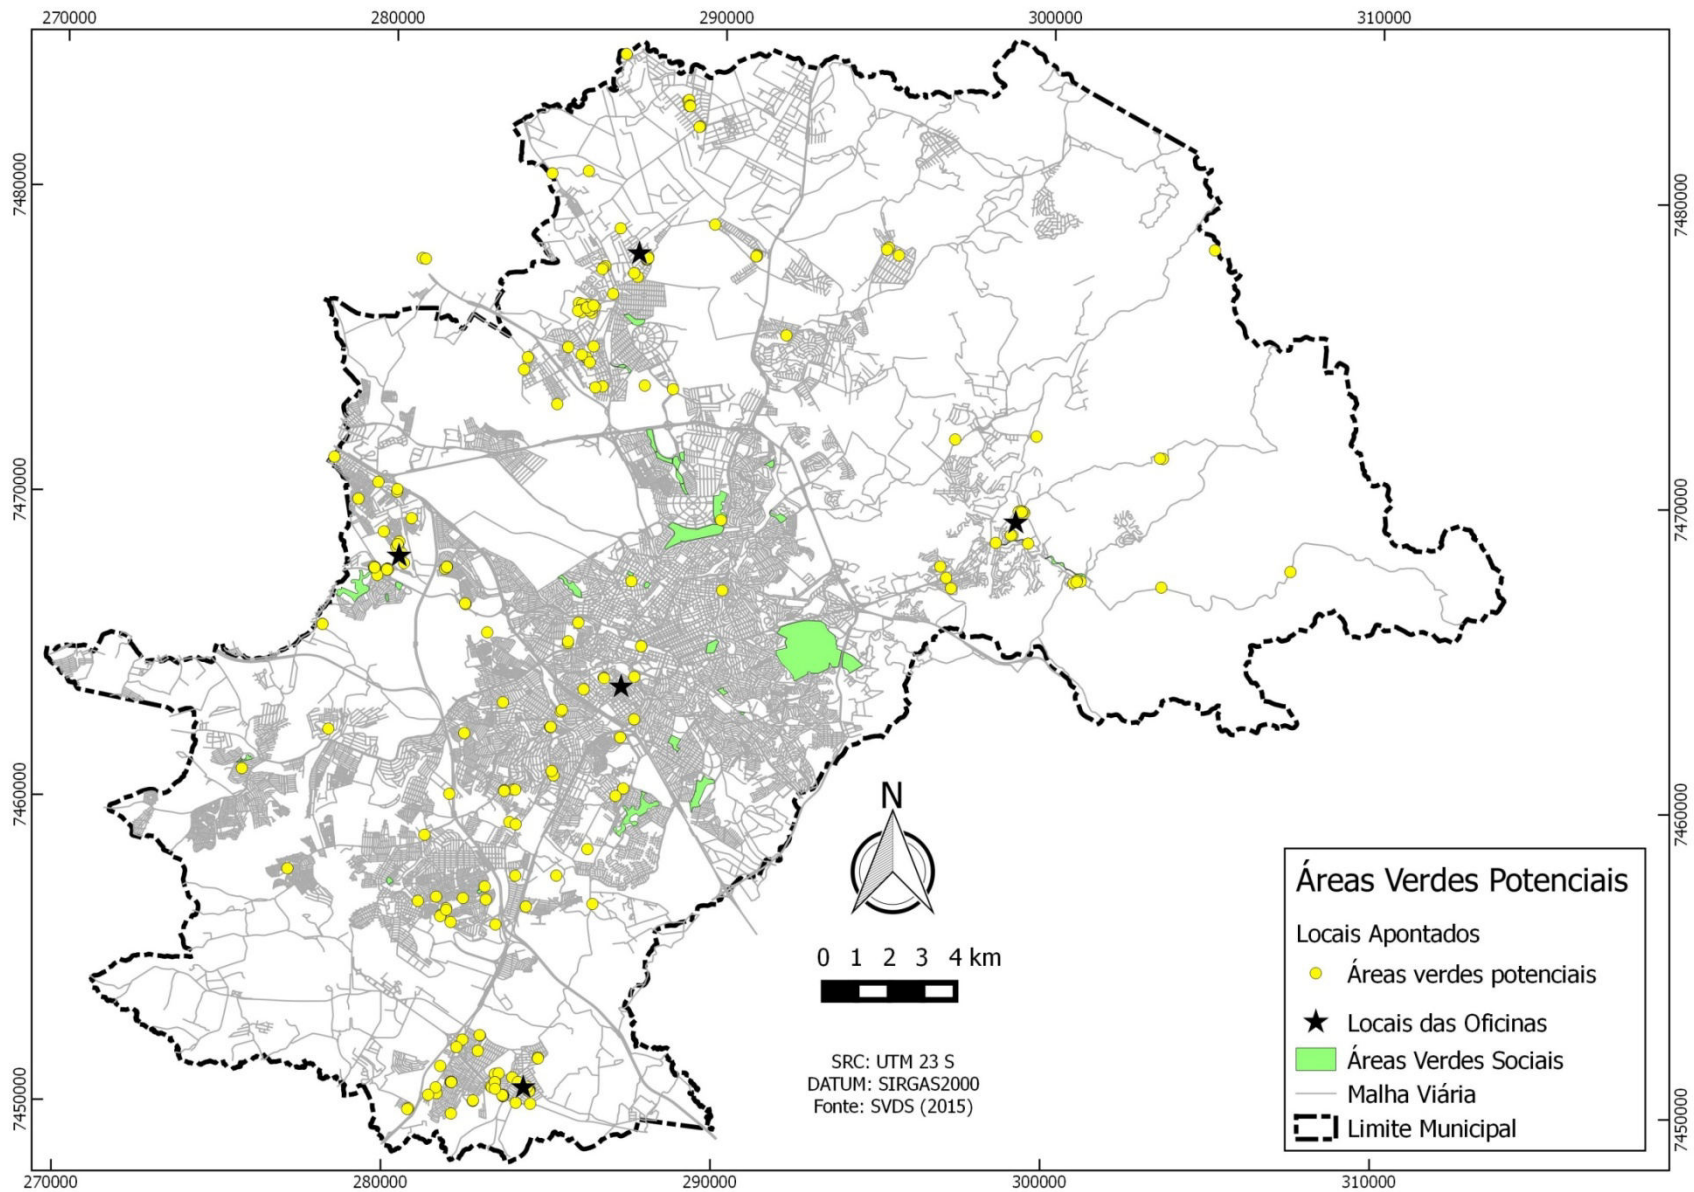 270000 280000 290000 300000 310000
7480000 7480000
7470000 7470000
7460000 7460000
7450000 7450000
N
0 1 2 3 4 km
SRC: UTM 23 S
DATUM: SIRGAS2000
Fonte: SVDS (2015)
Áreas Verdes Potenciais
Locais Apontados
Áreas verdes potenciais
Locais das Oficinas
Áreas Verdes Sociais
Malha Viária
Limite Municipal
270000 280000 290000 300000 310000